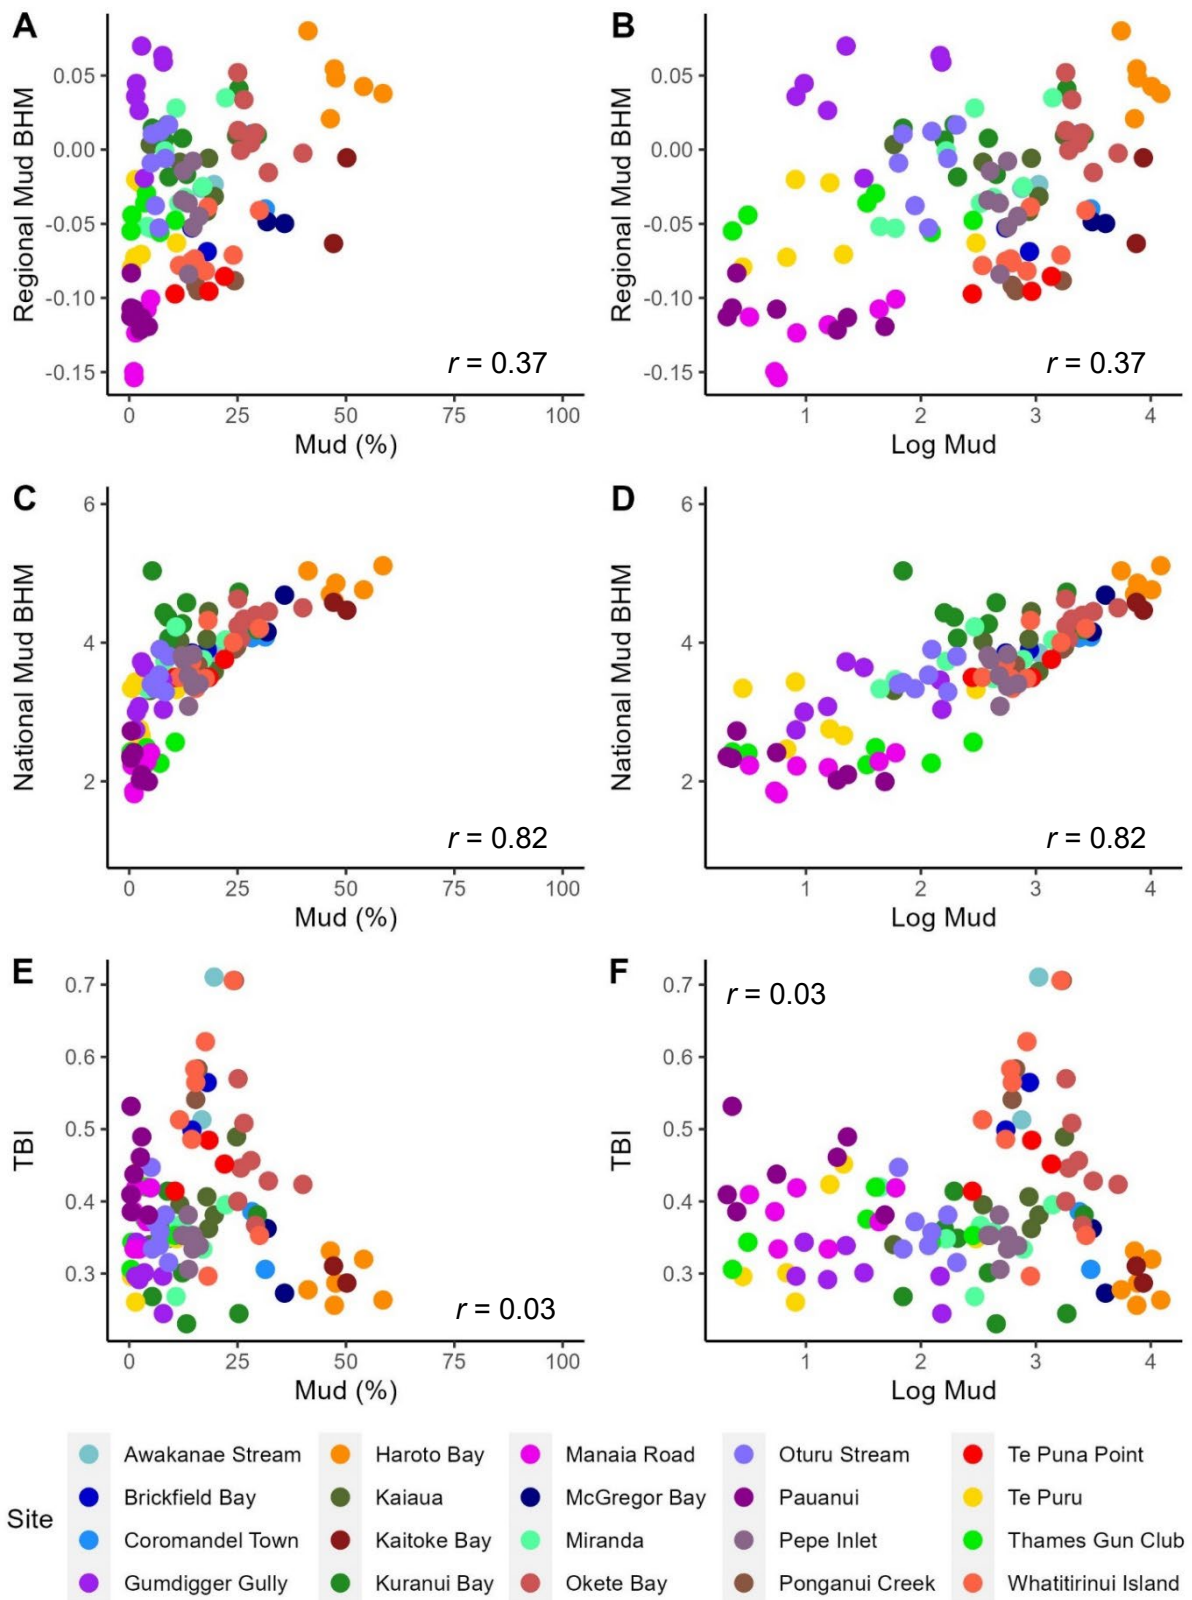 A
Regional Mud BHM
0.05
0.00
-0.05
-0.10
-0.15
r = 0.37
0 25 50 75 100
Mud (%)
B
Regional Mud BHM
0.05
0.00
-0.05
-0.10
-0.15
r = 0.37
1 2 3 4
Log Mud
C
National Mud BHM
6
4
2
r = 0.82
0 25 50 75 100
Mud (%)
D
National Mud BHM
6
4
2
r = 0.82
1 2 3 4
Log Mud
E
TBI
0.7
0.6
0.5
0.4
0.3
r = 0.03
0 25 50 75 100
Mud (%)
F
TBI
0.7
0.6
0.5
0.4
0.3
r = 0.03
1 2 3 4
Log Mud
Site
Awakanae Stream
Brickfield Bay
Coromandel Town
Gumdigger Gully
Haroto Bay
Kaiaua
Kaitoke Bay
Kuranui Bay
Manaia Road
McGregor Bay
Miranda
Okete Bay
Oturu Stream
Pauanui
Pepe Inlet
Ponganui Creek
Te Puna Point
Te Puru
Thames Gun Club
Whatitirinui Island